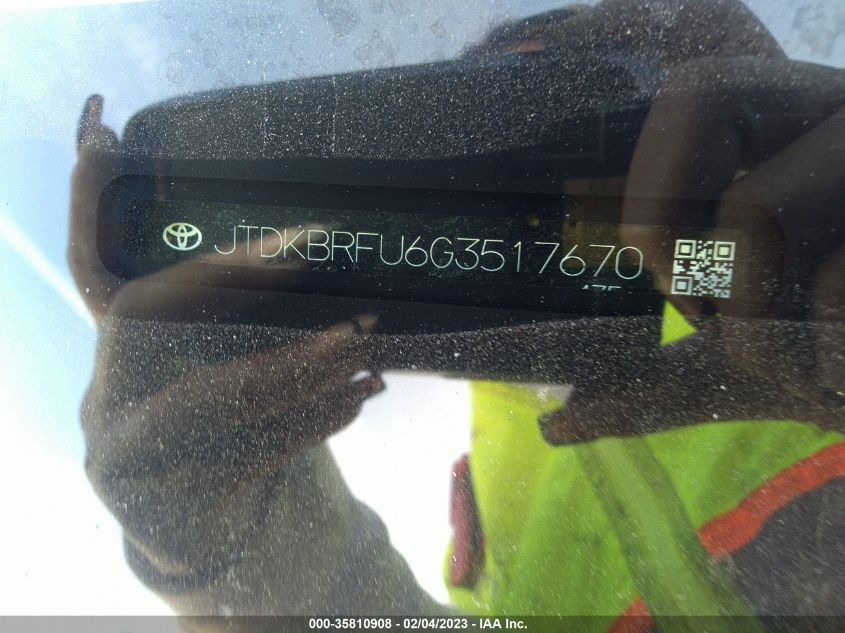 JTDKBRFU6G3517670
000-35810908 - 02/04/2023 - IAA Inc.